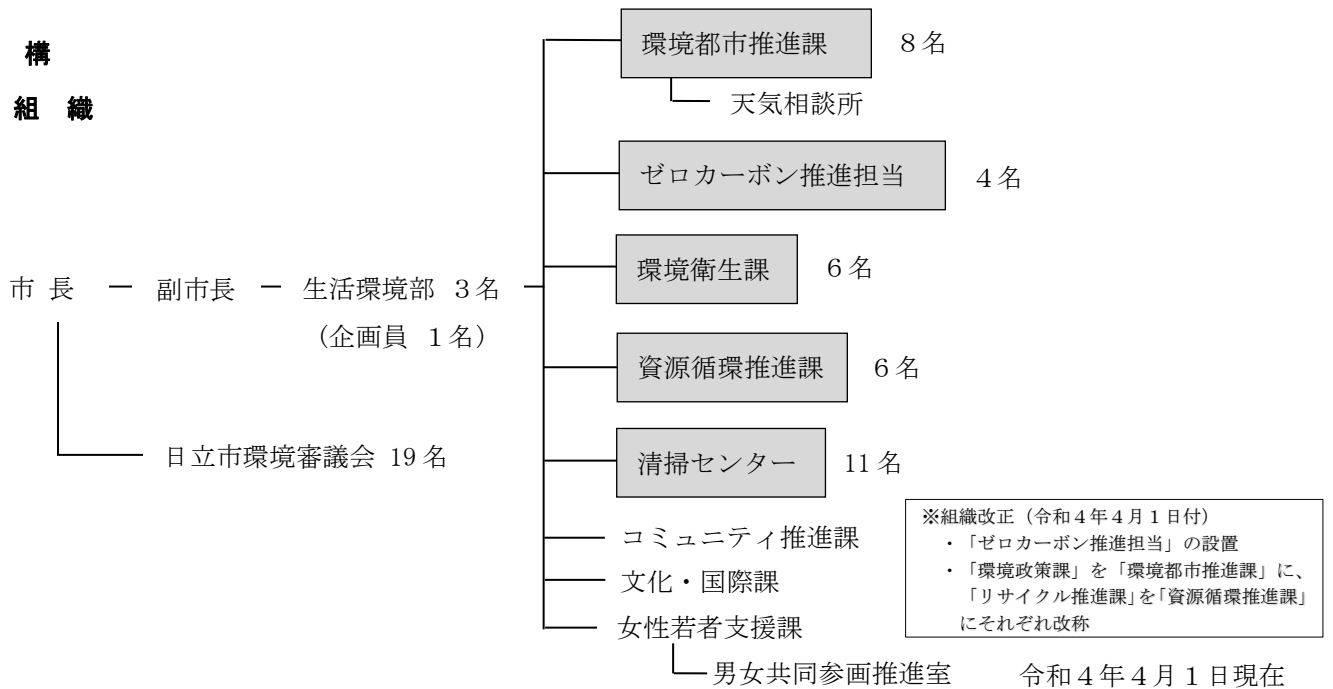 構
組 織
環境都市推進課 8名
天気相談所
ゼロカーボン推進担当 4名
環境衛生課 6名
市 長 ー 副市長 ー 生活環境部 3名
(企画員 1名)
資源循環推進課 6名
日立市環境審議会 19名
清掃センター 11名
コミュニティ推進課
文化・国際課
女性若者支援課
男女共同参画推進室
※組織改正(令和4年4月1日付)
・「ゼロカーボン推進担当」の設置
・「環境政策課」を「環境都市推進課」に、
「リサイクル推進課」を「資源循環推進課」
にそれぞれ改称
令和4年4月1日現在